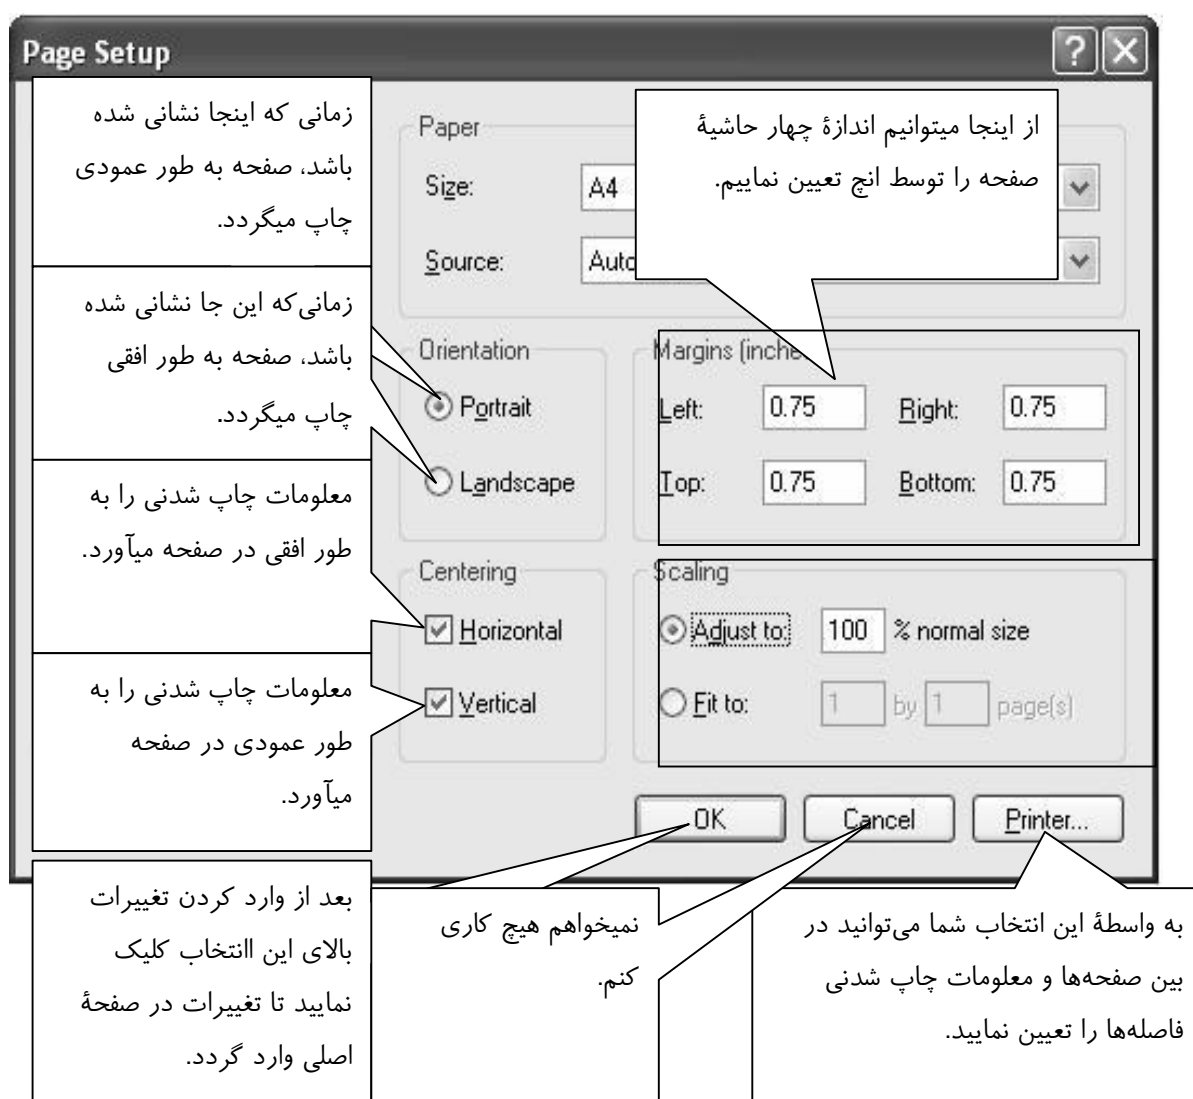 Page Setup
زمانی که اینجا نشانی شده
باشد، صفحه به طور عمودی
چاپ میگردد.
از اینجا میتوانیم اندازهٔ چهار حاشیهٔ
صفحه را توسط انچ تعیین نماییم.
Paper
Size: A4
Source: Auto
زمانی‌که این جا نشانی شده
باشد، صفحه به طور افقی
چاپ میگردد.
Orientation
Portrait
Landscape
Margins (inche
Left: 0.75 Right: 0.75
Top: 0.75 Bottom: 0.75
معلومات چاپ شدنی را به
طور افقی در صفحه میآورد.
Centering
Horizontal
Vertical
Scaling
Adjust to: 100 % normal size
Fit to: 1 by 1 page(s)
معلومات چاپ شدنی را به
طور عمودی در صفحه
میآورد.
OK Cancel Printer...
بعد از وارد کردن تغییرات
بالای این اانتخاب کلیک
نمایید تا تغییرات در صفحهٔ
اصلی وارد گردد.
نمیخواهم هیچ کاری
کنم.
به واسطهٔ این انتخاب شما می‌توانید در
بین صفحه‌ها و معلومات چاپ شدنی
فاصله‌ها را تعیین نمایید.